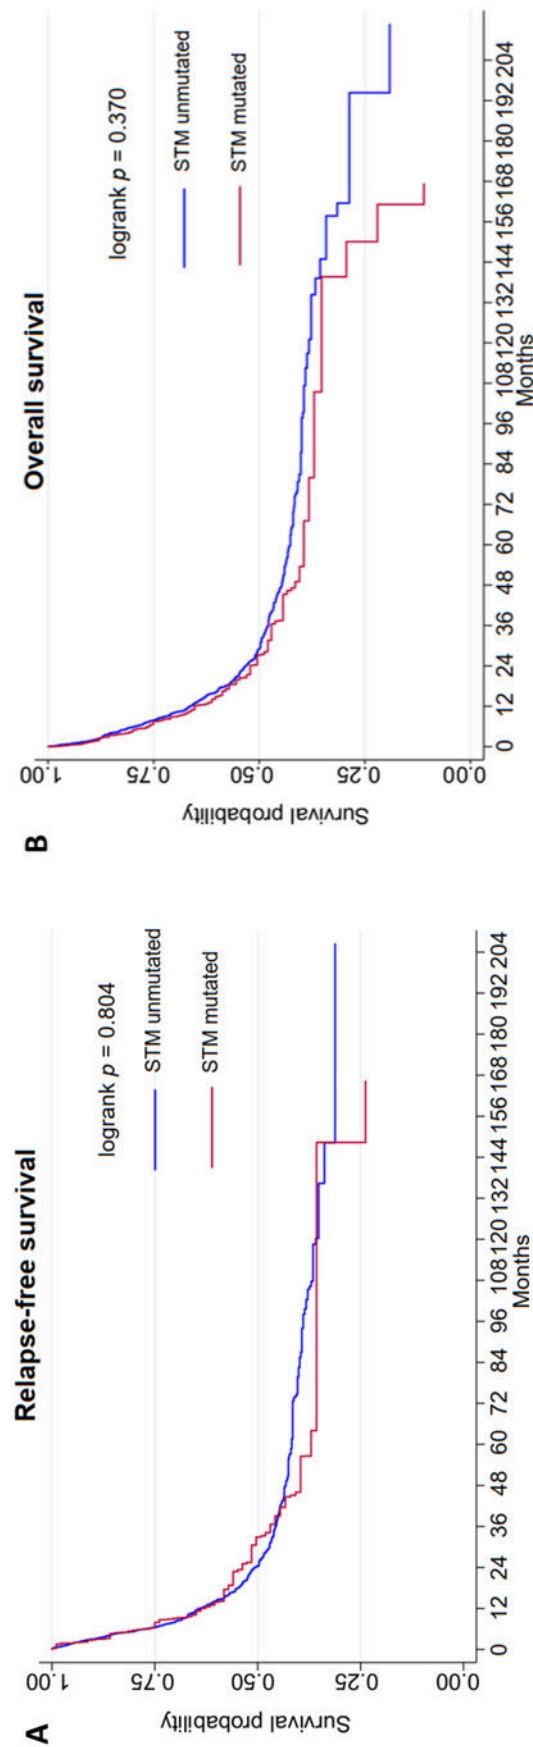 A
Relapse-free survival
logrank p = 0.804
STM unmutated
STM mutated
Survival probability
1.00
0.75
0.50
0.25
0.00
0 12 24 36 48 60 72 84 96 108 120 132 144 156 168 180 192 204
Months
B
Overall survival
logrank p = 0.370
STM unmutated
STM mutated
Survival probability
1.00
0.75
0.50
0.25
0.00
0 12 24 36 48 60 72 84 96 108 120 132 144 156 168 180 192 204
Months